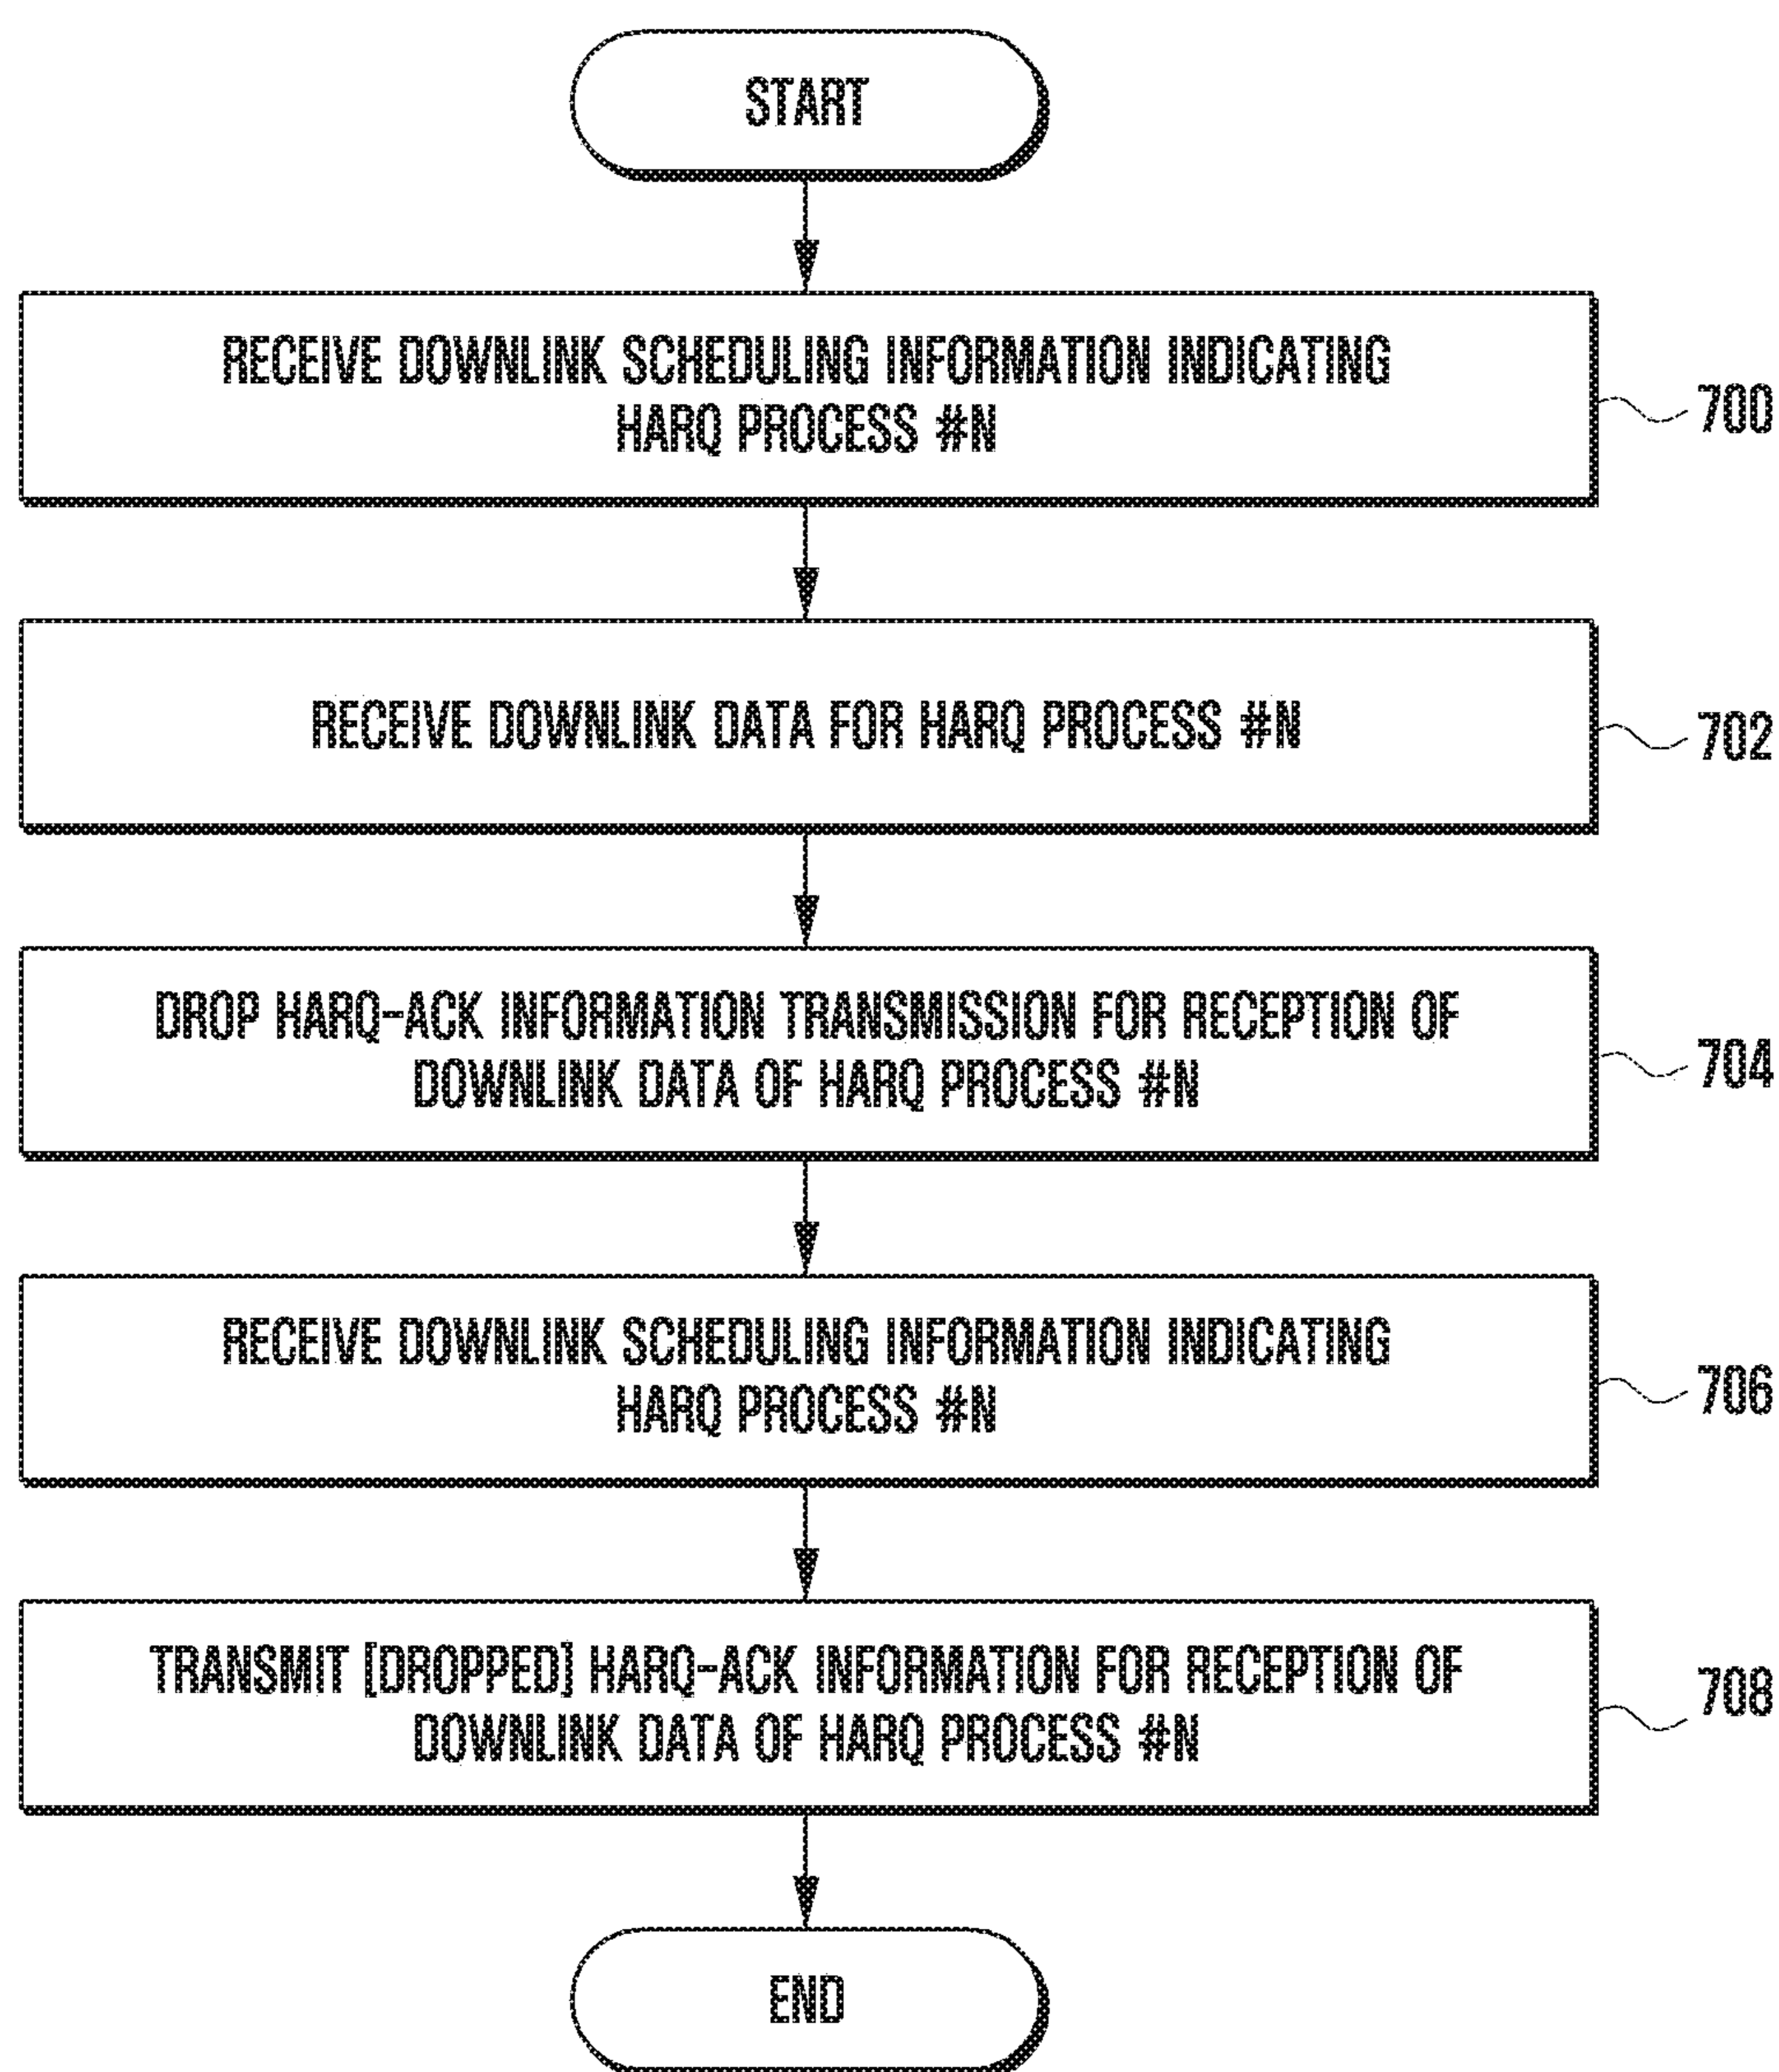 START
RECEIVE DOWNLINK SCHEDULING INFORMATION INDICATING
HARQ PROCESS #N
700
RECEIVE DOWNLINK DATA FOR HARQ PROCESS #N
702
DROP HARQ-ACK INFORMATION TRANSMISSION FOR RECEPTION OF
DOWNLINK DATA OF HARQ PROCESS #N
704
RECEIVE DOWNLINK SCHEDULING INFORMATION INDICATING
HARQ PROCESS #N
706
TRANSMIT [DROPPED] HARQ-ACK INFORMATION FOR RECEPTION OF
DOWNLINK DATA OF HARQ PROCESS #N
708
END